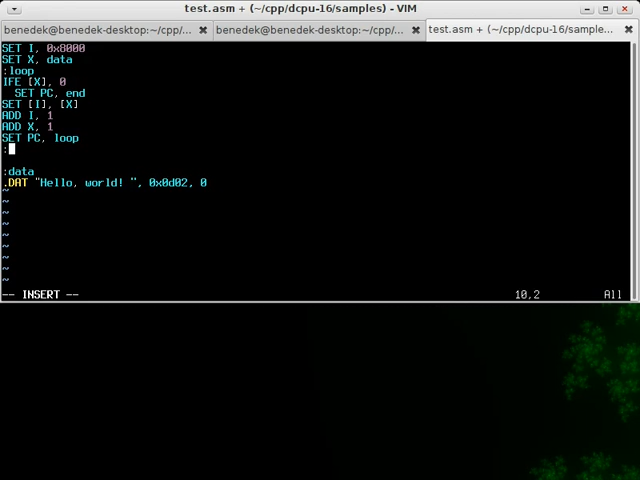 test.asm + (~/cpp/dcpu-16/samples) - VIM
benedek@benedek-desktop:~/cpp/... benedek@benedek-desktop:~/cpp/... test.asm + (~/cpp/dcpu-16/sample...
SET I, 0x8000
SET X, data
:loop
IFE [X], 0
  SET PC, end
SET [I], [X]
ADD I, 1
ADD X, 1
SET PC, loop
:
:data
.DAT "Hello, world! ", 0x0d02, 0
~
~
~
~
~
~
~
~
~
-- INSERT -- 10,2 All